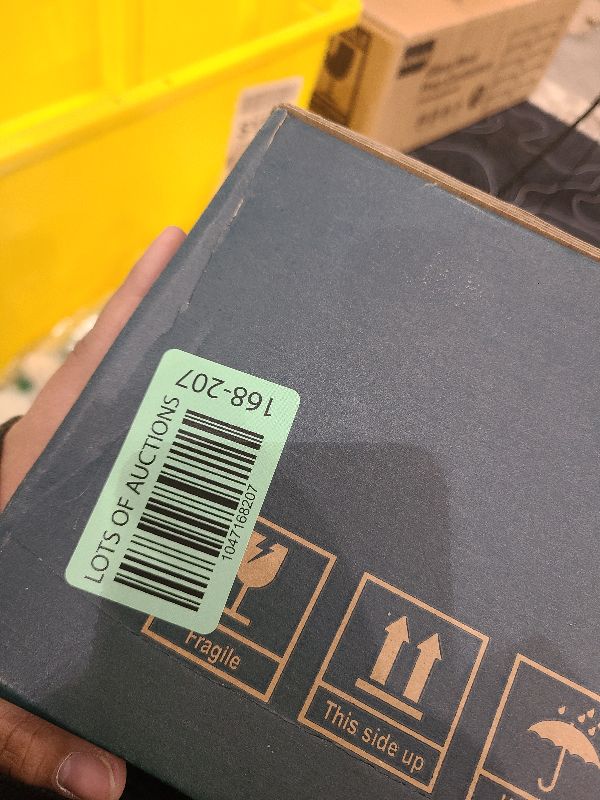 168-207
LOTS OF AUCTIONS
1047168207
Fragile
This side up